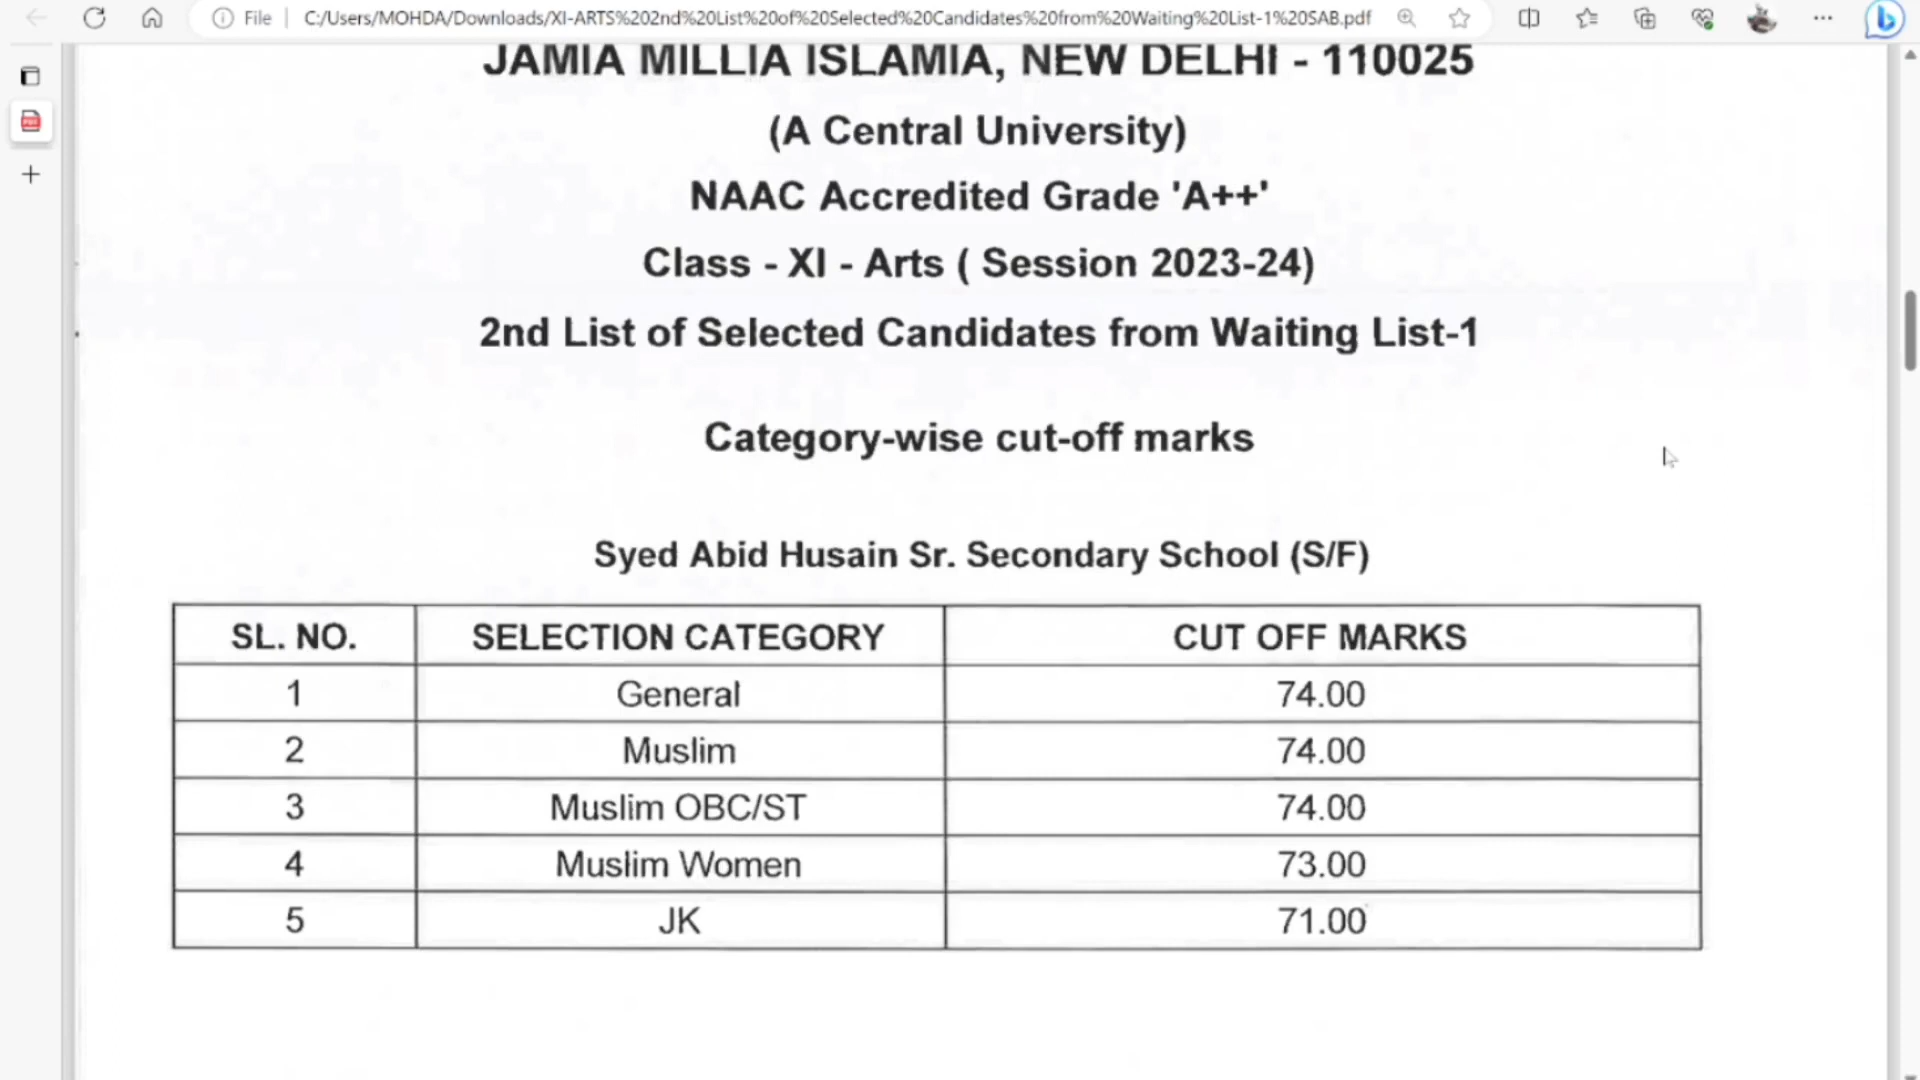 File C:/Users/MOHDA/Downloads/XI-ARTS%202nd%20List%20of%20Selected%20Candidates%20from%20Waiting%20List-1%20SAB.pdf
JAMIA MILLIA ISLAMIA, NEW DELHI - 110025
(A Central University)
NAAC Accredited Grade 'A++'
Class - XI - Arts ( Session 2023-24)
2nd List of Selected Candidates from Waiting List-1
Category-wise cut-off marks
Syed Abid Husain Sr. Secondary School (S/F)
SL. NO. SELECTION CATEGORY CUT OFF MARKS
1 General 74.00
2 Muslim 74.00
3 Muslim OBC/ST 74.00
4 Muslim Women 73.00
5 JK 71.00